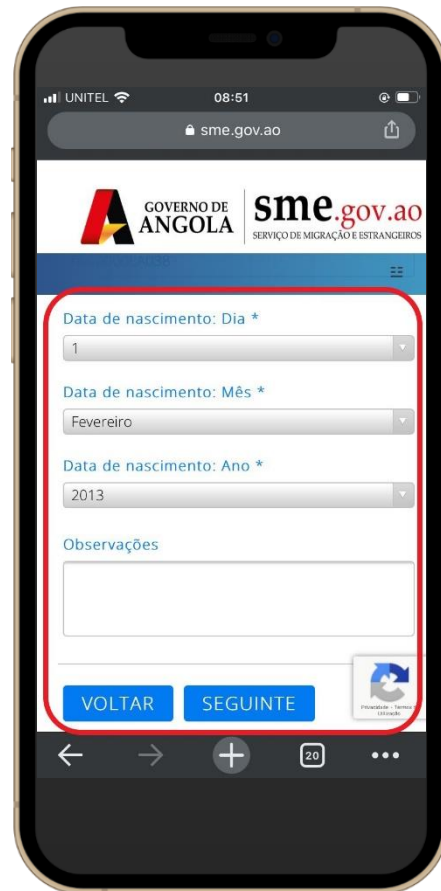 UNITEL
08:51
sme.gov.ao
GOVERNO DE
ANGOLA
sme.gov.ao
SERVIÇO DE MIGRAÇÃO E ESTRANGEIROS
Data de nascimento: Dia *
1
Data de nascimento: Mês *
Fevereiro
Data de nascimento: Ano *
2013
Observações
VOLTAR
SEGUINTE
20